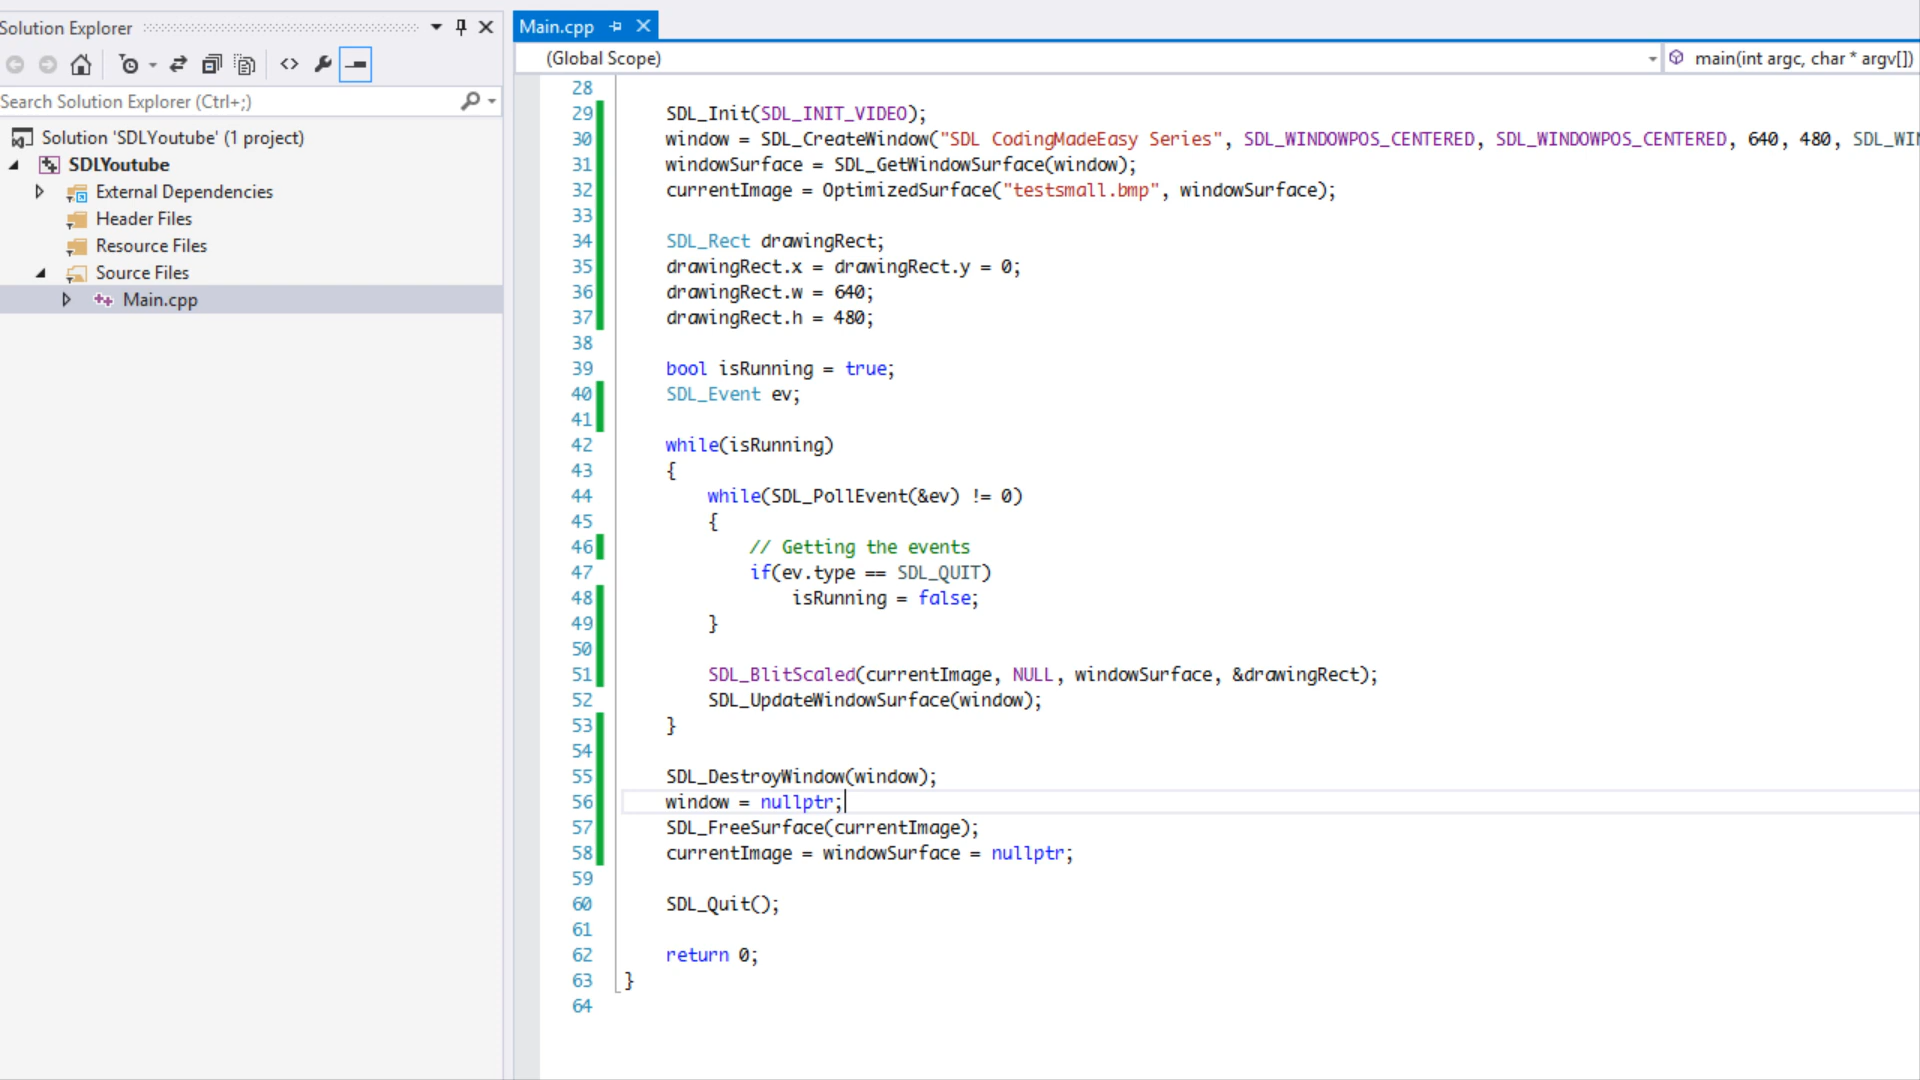 Solution Explorer
Search Solution Explorer (Ctrl+;)
Solution 'SDLYoutube' (1 project)
SDLYoutube
External Dependencies
Header Files
Resource Files
Source Files
Main.cpp
Main.cpp
(Global Scope)
main(int argc, char * argv[])
28
29 SDL_Init(SDL_INIT_VIDEO);
30 window = SDL_CreateWindow("SDL CodingMadeEasy Series", SDL_WINDOWPOS_CENTERED, SDL_WINDOWPOS_CENTERED, 640, 480, SDL_WIN
31 windowSurface = SDL_GetWindowSurface(window);
32 currentImage = OptimizedSurface("testsmall.bmp", windowSurface);
33
34 SDL_Rect drawingRect;
35 drawingRect.x = drawingRect.y = 0;
36 drawingRect.w = 640;
37 drawingRect.h = 480;
38
39 bool isRunning = true;
40 SDL_Event ev;
41
42 while(isRunning)
43 {
44 while(SDL_PollEvent(&ev) != 0)
45 {
46 // Getting the events
47 if(ev.type == SDL_QUIT)
48 isRunning = false;
49 }
50
51 SDL_BlitScaled(currentImage, NULL, windowSurface, &drawingRect);
52 SDL_UpdateWindowSurface(window);
53 }
54
55 SDL_DestroyWindow(window);
56 window = nullptr;
57 SDL_FreeSurface(currentImage);
58 currentImage = windowSurface = nullptr;
59
60 SDL_Quit();
61
62 return 0;
63 }
64